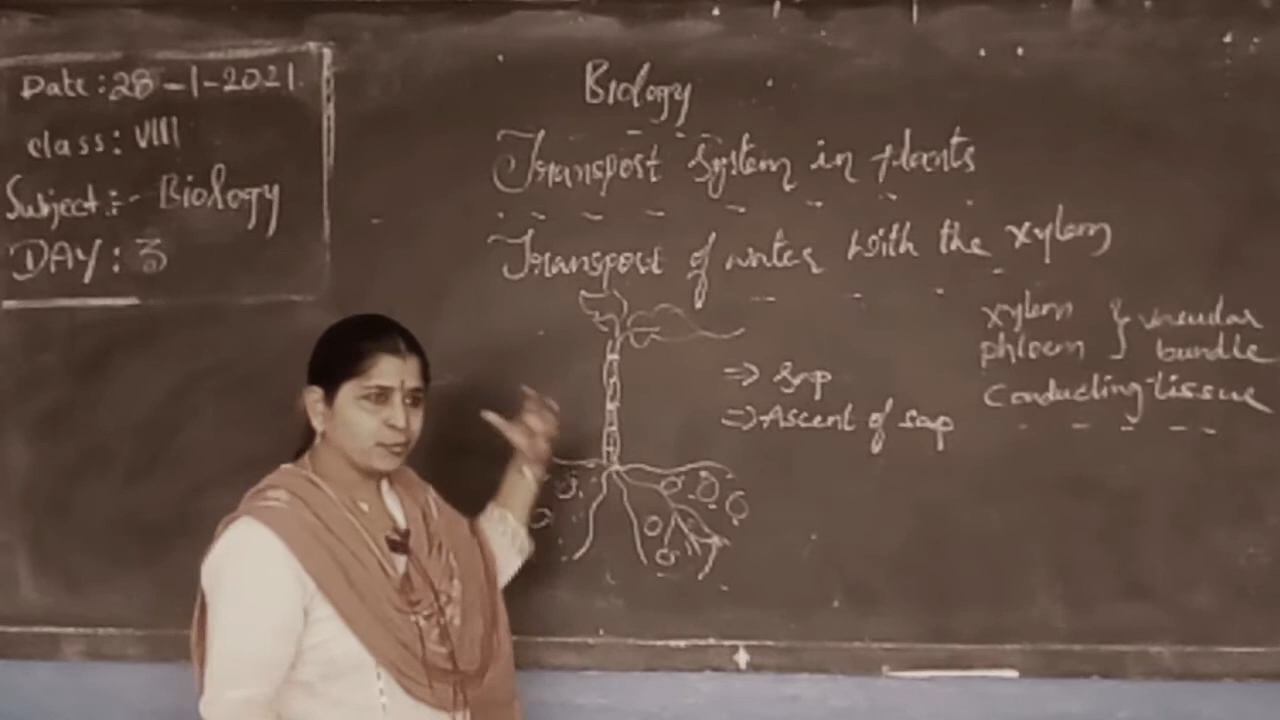 Date: 28-1-2021
class: VIII
Subject:- Biology
DAY: 3
Biology
Transport System in plants
Transport of water with the xylem
⇒ Sap
⇒ Ascent of sap
xylem
phloem } vascular bundle
Conducting tissue